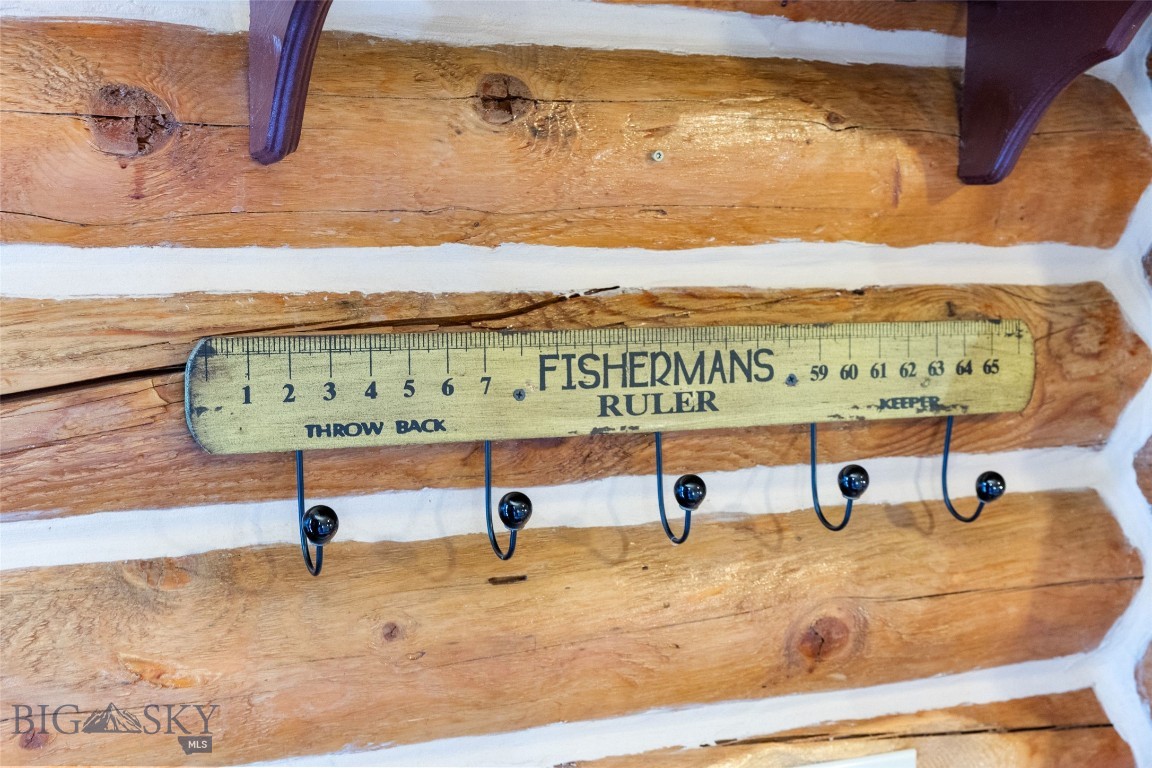 1 2 3 4 5 6 7 FISHERMANS 59 60 61 62 63 64 65
RULER
THROW BACK KEEPER
BIG SKY
MLS